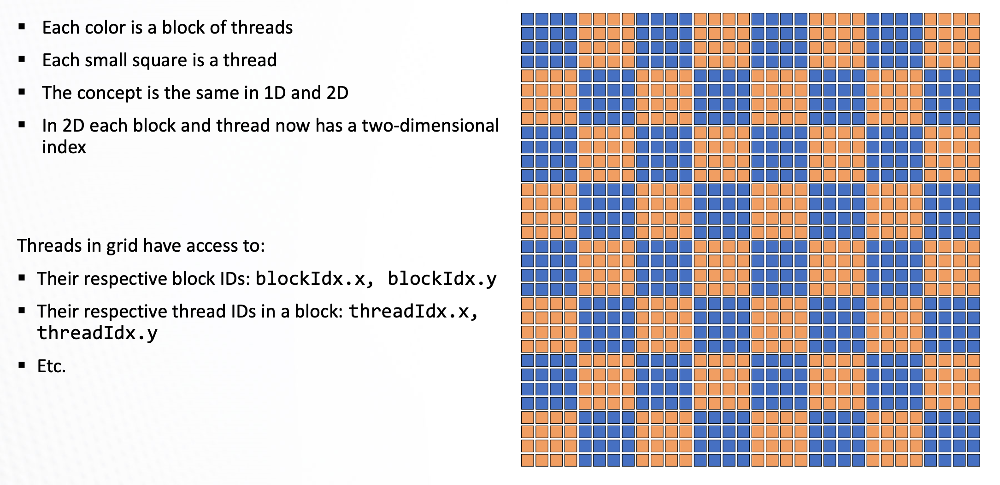 ▪ Each color is a block of threads
▪ Each small square is a thread
▪ The concept is the same in 1D and 2D
▪ In 2D each block and thread now has a two-dimensional
index
Threads in grid have access to:
▪ Their respective block IDs: blockIdx.x, blockIdx.y
▪ Their respective thread IDs in a block: threadIdx.x,
threadIdx.y
▪ Etc.